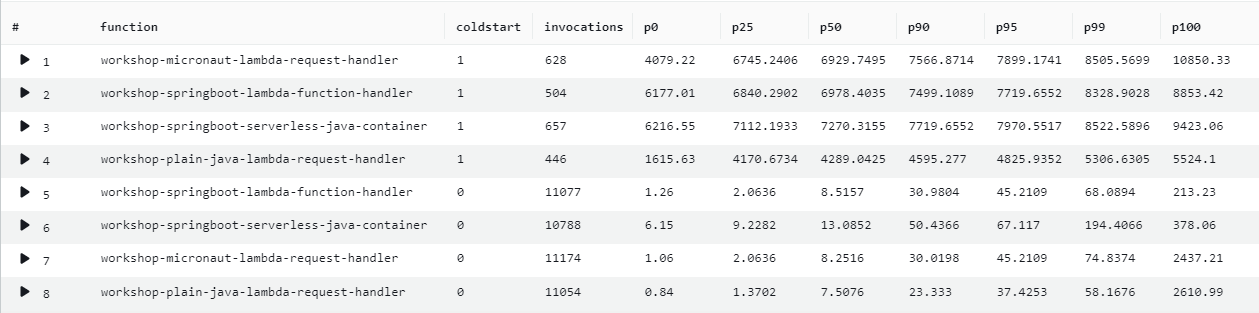 # function coldstart invocations p0 p25 p50 p90 p95 p99 p100
1 workshop-micronaut-lambda-request-handler 1 628 4079.22 6745.2406 6929.7495 7566.8714 7899.1741 8505.5699 10850.33
2 workshop-springboot-lambda-function-handler 1 504 6177.01 6840.2902 6978.4035 7499.1089 7719.6552 8328.9028 8853.42
3 workshop-springboot-serverless-java-container 1 657 6216.55 7112.1933 7270.3155 7719.6552 7970.5517 8522.5896 9423.06
4 workshop-plain-java-lambda-request-handler 1 446 1615.63 4170.6734 4289.0425 4595.277 4825.9352 5306.6305 5524.1
5 workshop-springboot-lambda-function-handler 0 11077 1.26 2.0636 8.5157 30.9804 45.2109 68.0894 213.23
6 workshop-springboot-serverless-java-container 0 10788 6.15 9.2282 13.0852 50.4366 67.117 194.4066 378.06
7 workshop-micronaut-lambda-request-handler 0 11174 1.06 2.0636 8.2516 30.0198 45.2109 74.8374 2437.21
8 workshop-plain-java-lambda-request-handler 0 11054 0.84 1.3702 7.5076 23.333 37.4253 58.1676 2610.99